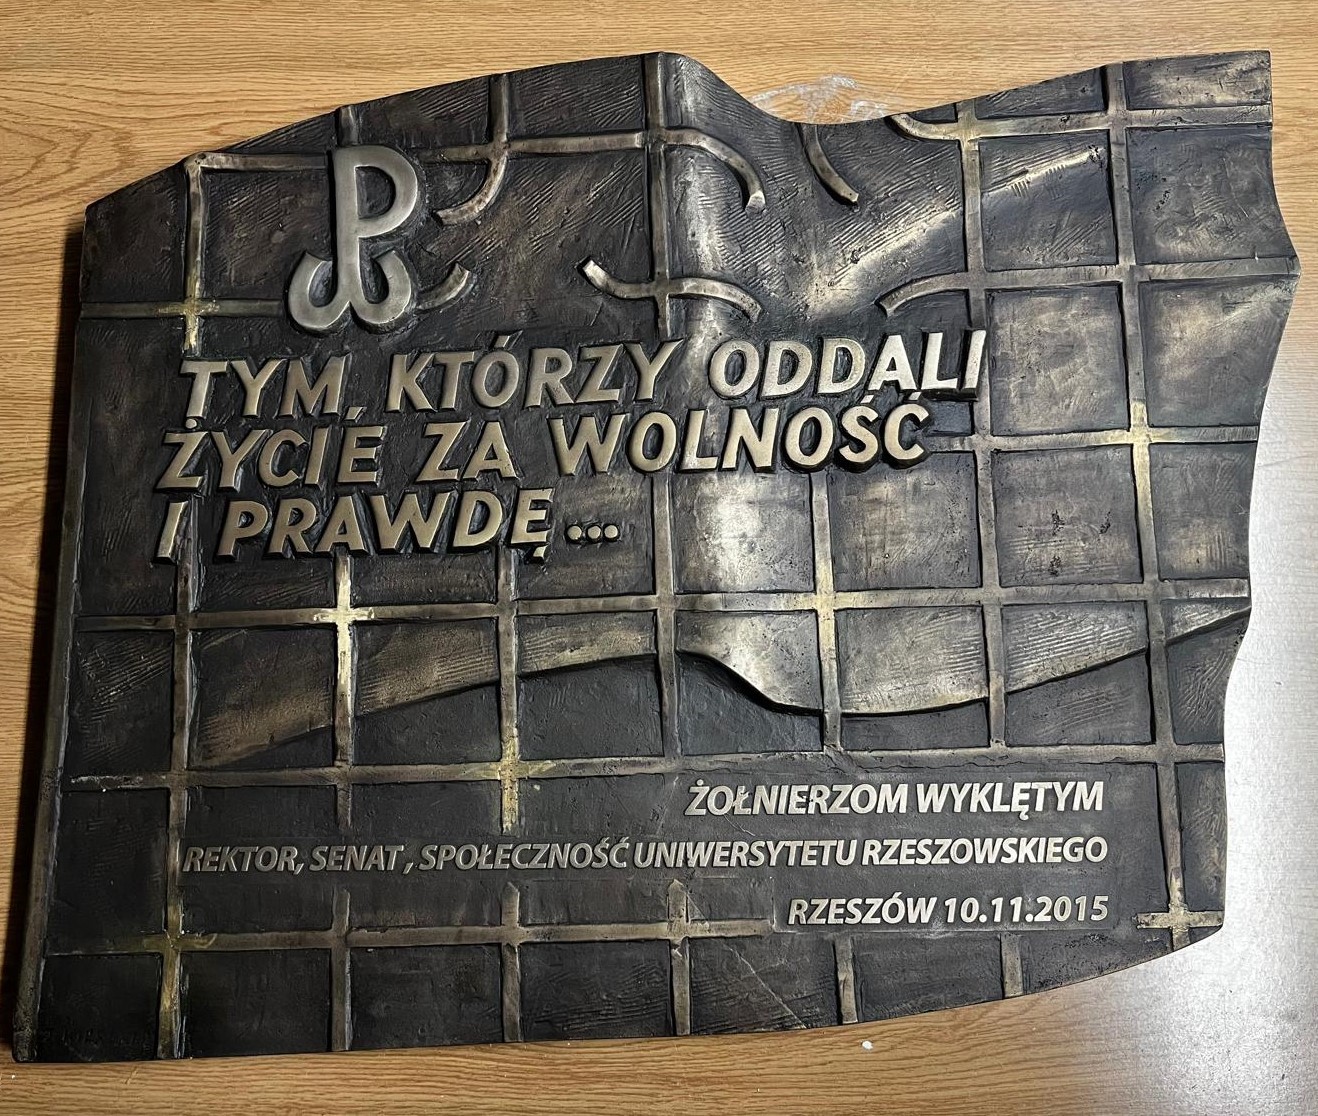 TYM, KTÓRZY ODDALI
ŻYCIE ZA WOLNOŚĆ
I PRAWDĘ...
ŻOŁNIERZOM WYKLĘTYM
REKTOR, SENAT, SPOŁECZNOŚĆ UNIWERSYTETU RZESZOWSKIEGO
RZESZÓW 10.11.2015